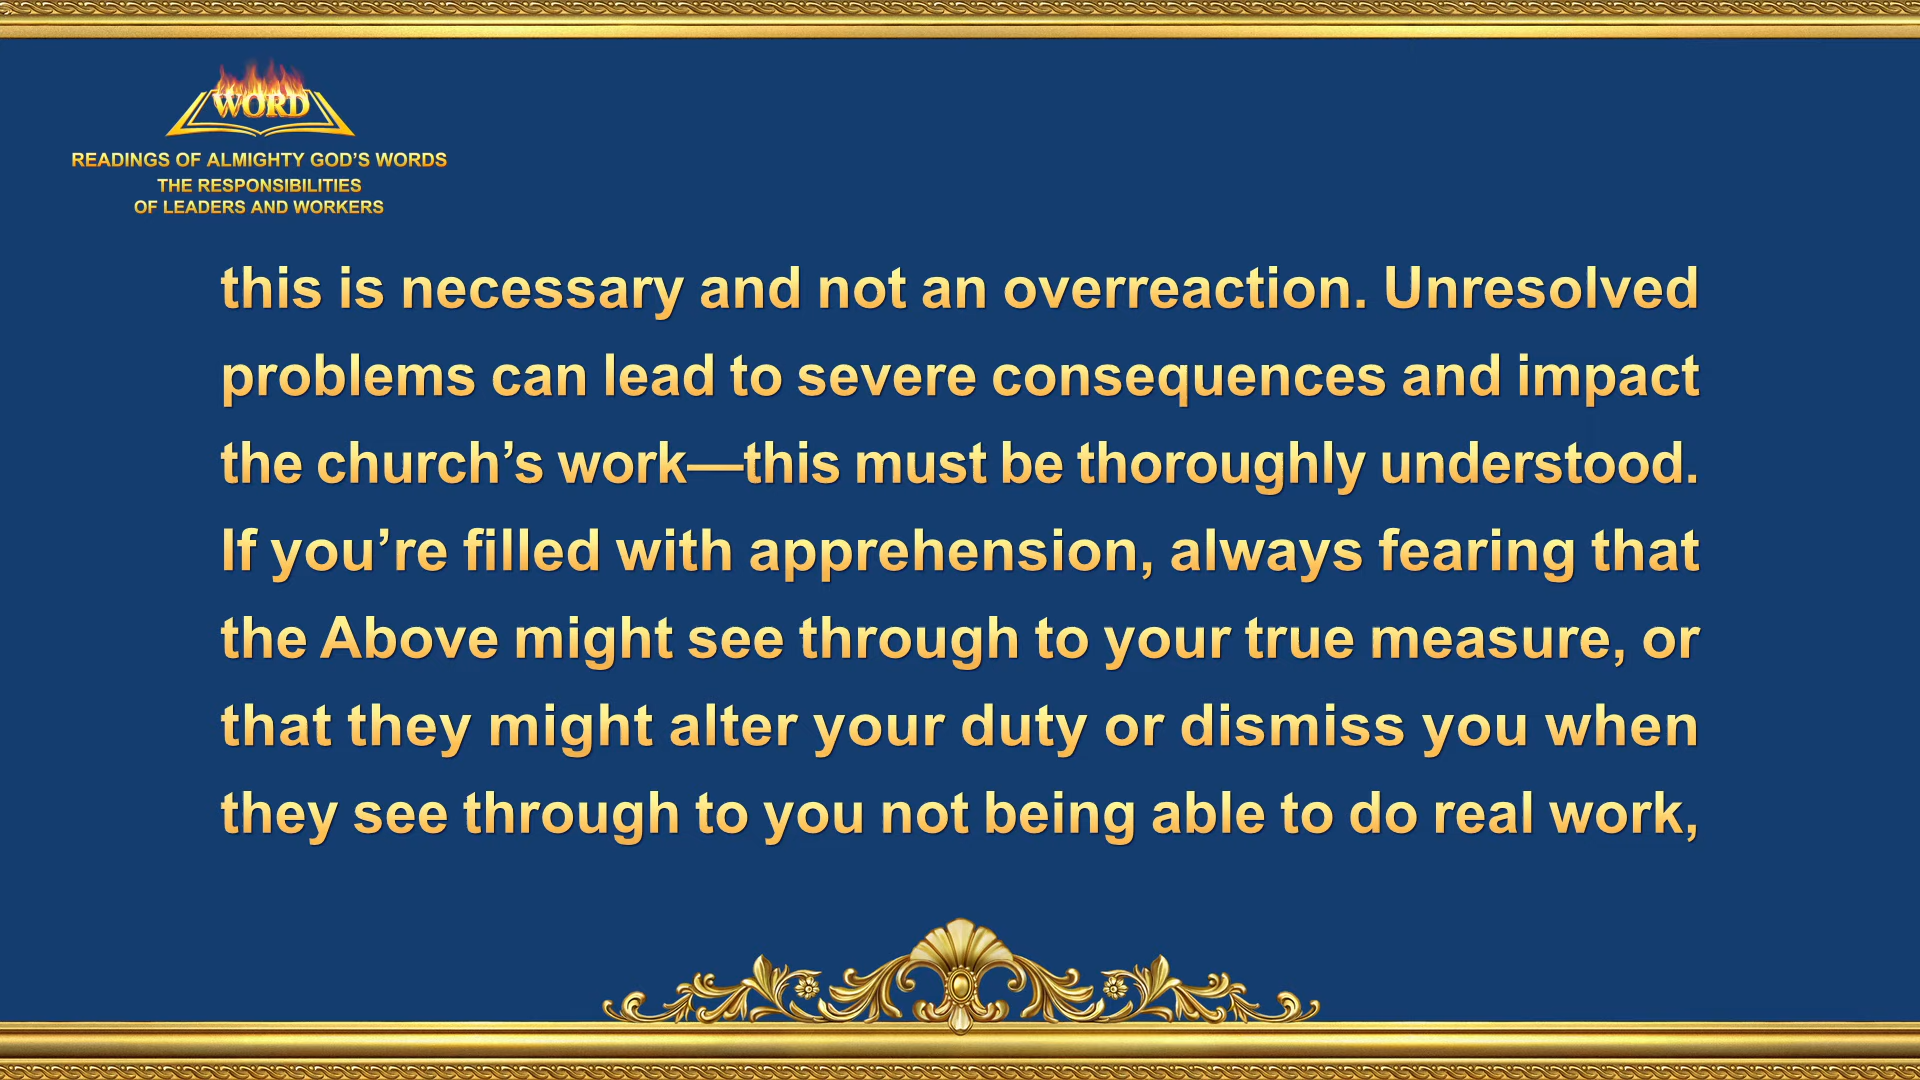 WORD
READINGS OF ALMIGHTY GOD’S WORDS
THE RESPONSIBILITIES
OF LEADERS AND WORKERS
this is necessary and not an overreaction. Unresolved
problems can lead to severe consequences and impact
the church’s work—this must be thoroughly understood.
If you’re filled with apprehension, always fearing that
the Above might see through to your true measure, or
that they might alter your duty or dismiss you when
they see through to you not being able to do real work,